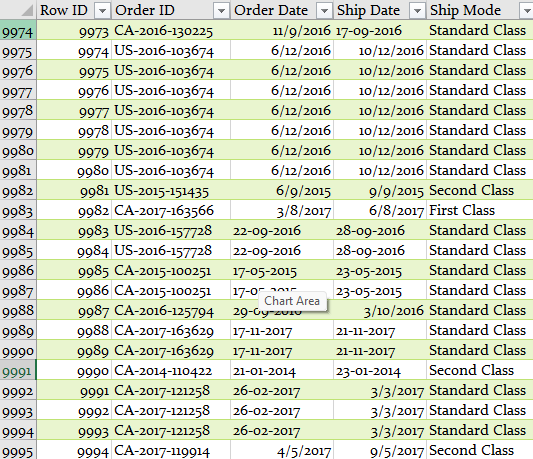 Row ID Order ID Order Date Ship Date Ship Mode
9974 9973 CA-2016-130225 11/9/2016 17-09-2016 Standard Class
9975 9974 US-2016-103674 6/12/2016 10/12/2016 Standard Class
9976 9975 US-2016-103674 6/12/2016 10/12/2016 Standard Class
9977 9976 US-2016-103674 6/12/2016 10/12/2016 Standard Class
9978 9977 US-2016-103674 6/12/2016 10/12/2016 Standard Class
9979 9978 US-2016-103674 6/12/2016 10/12/2016 Standard Class
9980 9979 US-2016-103674 6/12/2016 10/12/2016 Standard Class
9981 9980 US-2016-103674 6/12/2016 10/12/2016 Standard Class
9982 9981 US-2015-151435 6/9/2015 9/9/2015 Second Class
9983 9982 CA-2017-163566 3/8/2017 6/8/2017 First Class
9984 9983 US-2016-157728 22-09-2016 28-09-2016 Standard Class
9985 9984 US-2016-157728 22-09-2016 28-09-2016 Standard Class
9986 9985 CA-2015-100251 17-05-2015 23-05-2015 Standard Class
9987 9986 CA-2015-100251 17-05-2015 23-05-2015 Standard Class
Chart Area
9988 9987 CA-2016-125794 29-09-2016 3/10/2016 Standard Class
9989 9988 CA-2017-163629 17-11-2017 21-11-2017 Standard Class
9990 9989 CA-2017-163629 17-11-2017 21-11-2017 Standard Class
9991 9990 CA-2014-110422 21-01-2014 23-01-2014 Second Class
9992 9991 CA-2017-121258 26-02-2017 3/3/2017 Standard Class
9993 9992 CA-2017-121258 26-02-2017 3/3/2017 Standard Class
9994 9993 CA-2017-121258 26-02-2017 3/3/2017 Standard Class
9995 9994 CA-2017-119914 4/5/2017 9/5/2017 Second Class